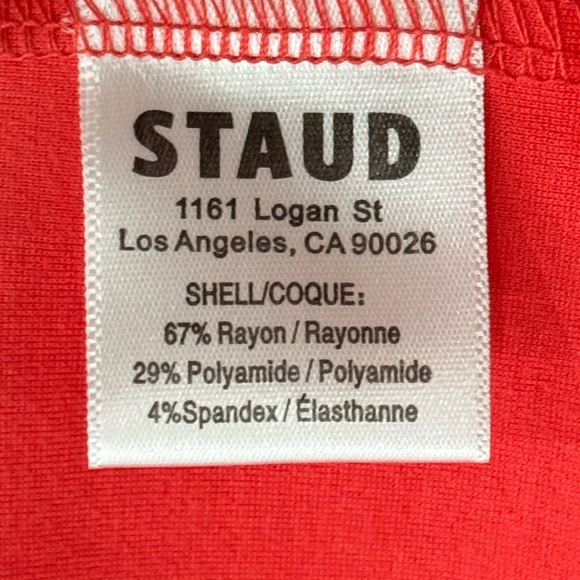 STAUD
1161 Logan St
Los Angeles, CA 90026
SHELL/COQUE:
67% Rayon / Rayonne
29% Polyamide / Polyamide
4%Spandex / Élasthanne